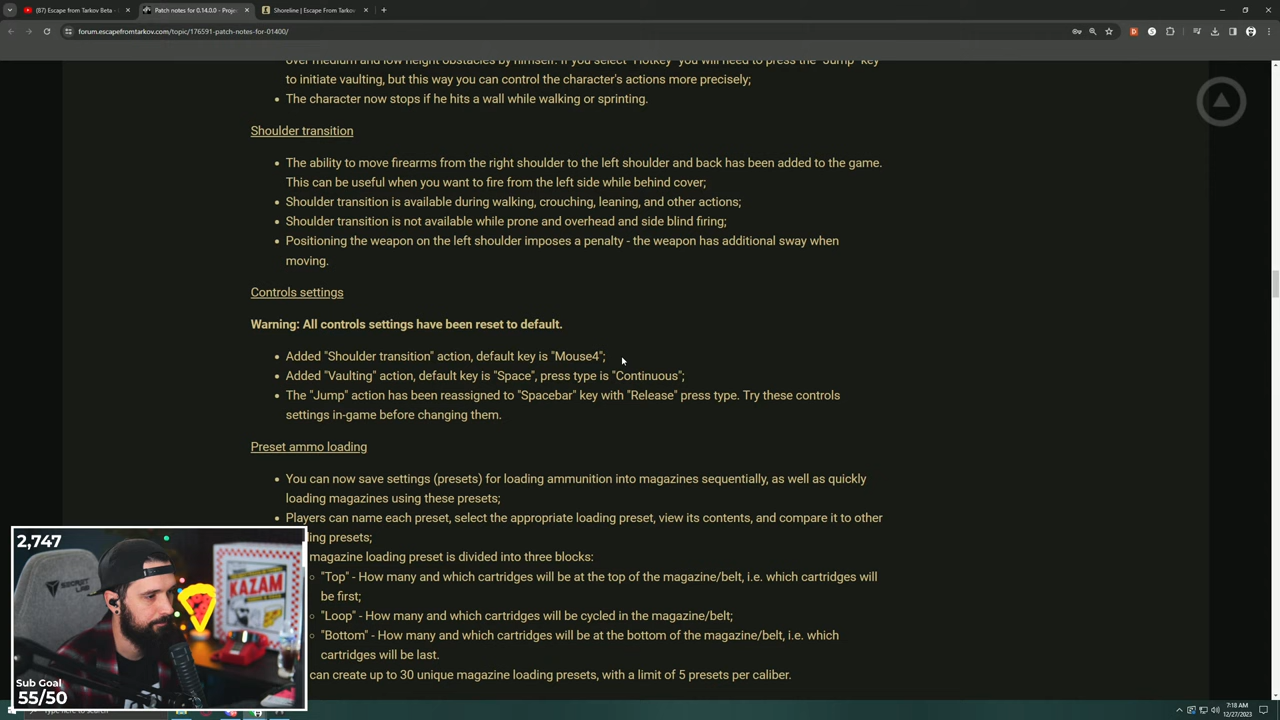 (87) Escape from Tarkov Beta -
Patch notes for 0.14.0.0 - Proje
Shoreline | Escape From Tarkov
forum.escapefromtarkov.com/topic/176591-patch-notes-for-01400/
over medium and low height obstacles by himself. If you select "Hotkey" you will need to press the "Jump" key
to initiate vaulting, but this way you can control the character's actions more precisely;
The character now stops if he hits a wall while walking or sprinting.
Shoulder transition
The ability to move firearms from the right shoulder to the left shoulder and back has been added to the game.
This can be useful when you want to fire from the left side while behind cover;
Shoulder transition is available during walking, crouching, leaning, and other actions;
Shoulder transition is not available while prone and overhead and side blind firing;
Positioning the weapon on the left shoulder imposes a penalty - the weapon has additional sway when
moving.
Controls settings
Warning: All controls settings have been reset to default.
Added "Shoulder transition" action, default key is "Mouse4";
Added "Vaulting" action, default key is "Space", press type is "Continuous";
The "Jump" action has been reassigned to "Spacebar" key with "Release" press type. Try these controls
settings in-game before changing them.
Preset ammo loading
You can now save settings (presets) for loading ammunition into magazines sequentially, as well as quickly
loading magazines using these presets;
Players can name each preset, select the appropriate loading preset, view its contents, and compare it to other
ding presets;
magazine loading preset is divided into three blocks:
"Top" - How many and which cartridges will be at the top of the magazine/belt, i.e. which cartridges will
be first;
"Loop" - How many and which cartridges will be cycled in the magazine/belt;
"Bottom" - How many and which cartridges will be at the bottom of the magazine/belt, i.e. which
cartridges will be last.
can create up to 30 unique magazine loading presets, with a limit of 5 presets per caliber.
2,747
SECRET
KAZAM
Sub Goal
55/50
Type here to search
7:18 AM
12/27/2023